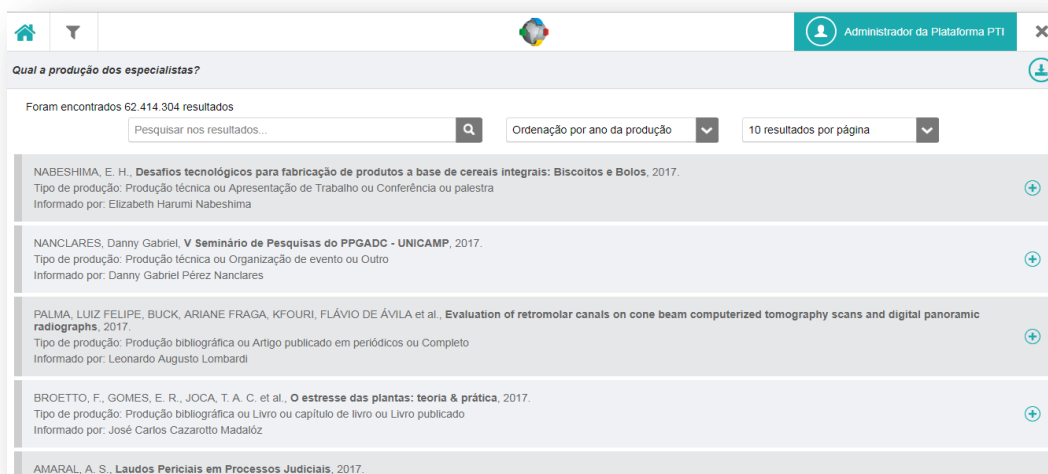 Administrador da Plataforma PTI
Qual a produção dos especialistas?
Foram encontrados 62.414.304 resultados
Pesquisar nos resultados...
Ordenação por ano da produção
10 resultados por página
NABESHIMA, E. H., Desafios tecnológicos para fabricação de produtos a base de cereais integrais: Biscoitos e Bolos, 2017.
Tipo de produção: Produção técnica ou Apresentação de Trabalho ou Conferência ou palestra
Informado por: Elizabeth Harumi Nabeshima
NANCLARES, Danny Gabriel, V Seminário de Pesquisas do PPGADC - UNICAMP, 2017.
Tipo de produção: Produção técnica ou Organização de evento ou Outro
Informado por: Danny Gabriel Pérez Nanclares
PALMA, LUIZ FELIPE, BUCK, ARIANE FRAGA, KFOURI, FLÁVIO DE ÁVILA et al., Evaluation of retromolar canals on cone beam computerized tomography scans and digital panoramic
radiographs, 2017.
Tipo de produção: Produção bibliográfica ou Artigo publicado em periódicos ou Completo
Informado por: Leonardo Augusto Lombardi
BROETTO, F., GOMES, E. R., JOCA, T. A. C. et al., O estresse das plantas: teoria & prática, 2017.
Tipo de produção: Produção bibliográfica ou Livro ou capítulo de livro ou Livro publicado
Informado por: José Carlos Cazarotto Madalóz
AMARAL, A. S., Laudos Periciais em Processos Judiciais, 2017.